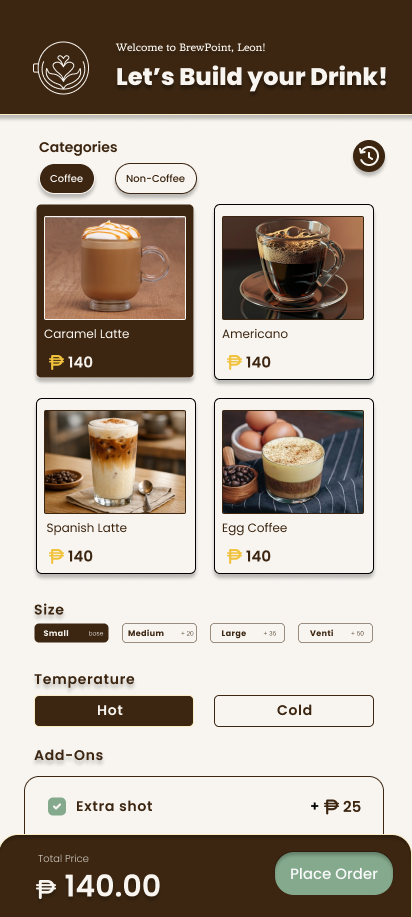 Welcome to BrewPoint, Leon!
Let's Build your Drink!
Categories
Coffee
Non-Coffee
Caramel Latte
₱ 140
Americano
₱ 140
Spanish Latte
₱ 140
Egg Coffee
₱ 140
Size
Small base
Medium + 20
Large + 35
Venti + 50
Temperature
Hot
Cold
Add-Ons
Extra shot + ₱ 25
Total Price
₱ 140.00
Place Order